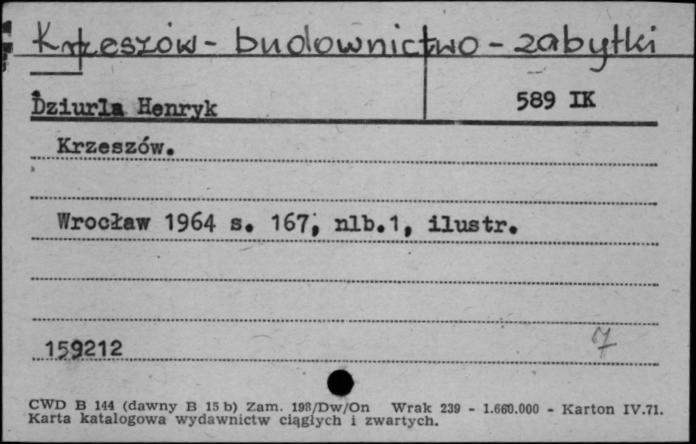 Krzeszów - budownictwo - zabytki
Dziurla Henryk
589 IK
Krzeszów.
Wrocław 1964 s. 167, nlb.1, ilustr.
159212
7
CWD B 144 (dawny B 15 b) Zam. 198/Dw/On Wrak 239 - 1.660.000 - Karton IV.71.
Karta katalogowa wydawnictw ciągłych i zwartych.